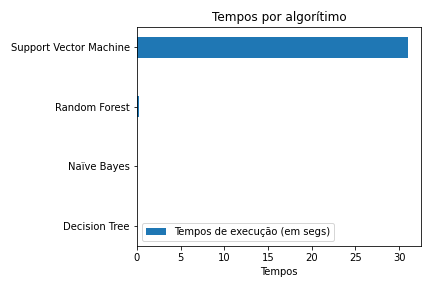 Tempos por algorítimo
Support Vector Machine
Random Forest
Naïve Bayes
Decision Tree
Tempos de execução (em segs)
0 5 10 15 20 25 30
Tempos